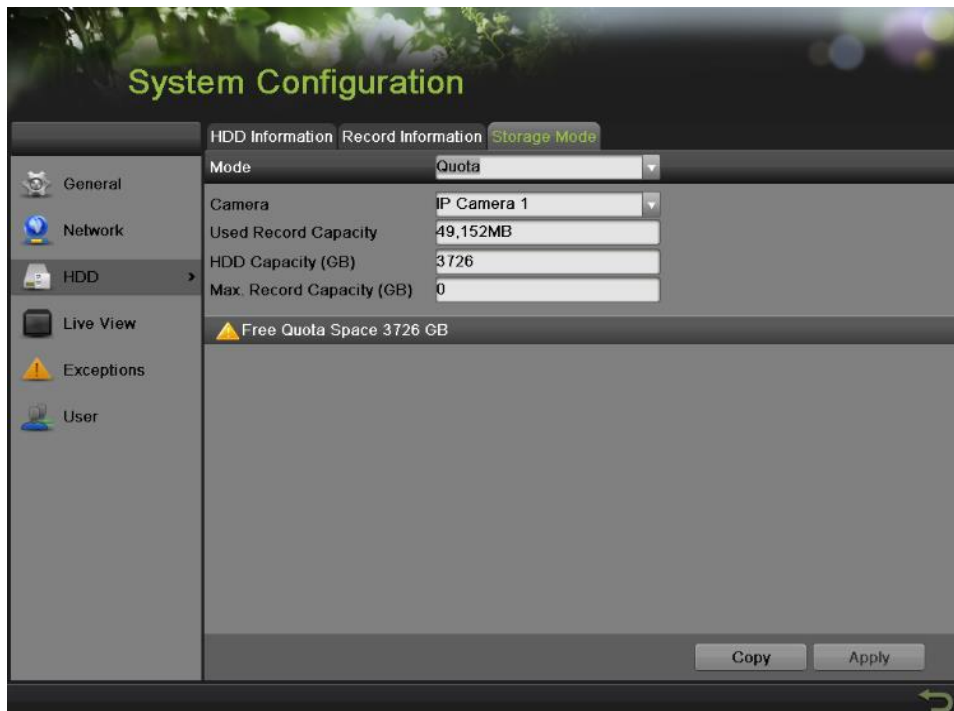 System Configuration
HDD Information Record Information Storage Mode
Mode Quota
General
Network
HDD
Live View
Exceptions
User
Camera IP Camera 1
Used Record Capacity 49,152MB
HDD Capacity (GB) 3726
Max. Record Capacity (GB) 0
Free Quota Space 3726 GB
Copy Apply